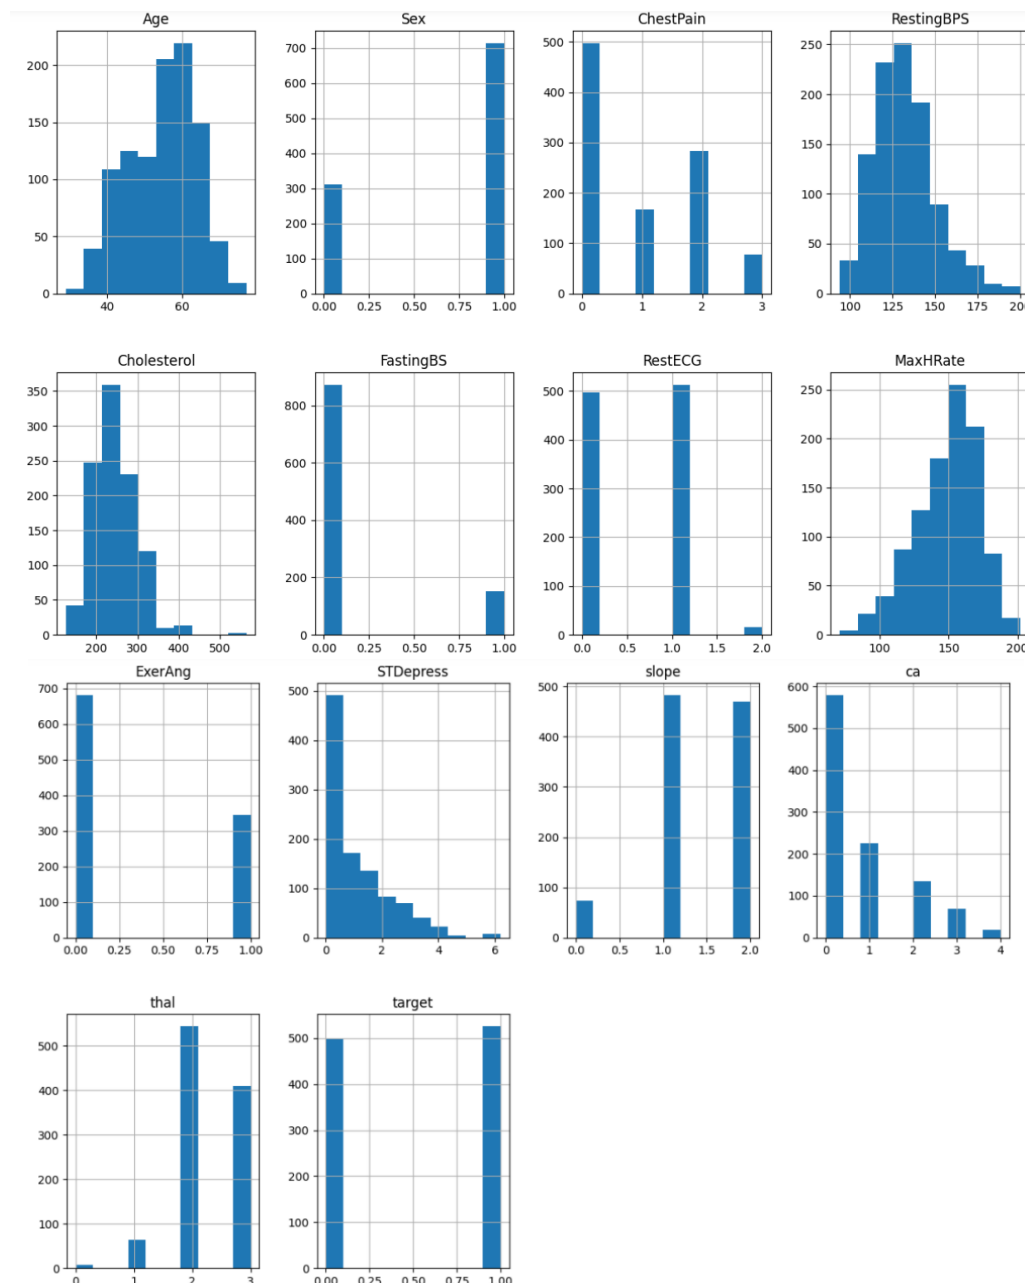 Age Sex ChestPain RestingBPS
200 150 100 50 0
40 60
700 600 500 400 300 200 100 0
0.00 0.25 0.50 0.75 1.00
500 400 300 200 100 0
0 1 2 3
250 200 150 100 50 0
100 125 150 175
Cholesterol FastingBS RestECG MaxHRate
350 300 250 200 150 100 50 0
200 300 400 500
800 600 400 200 0
0.00 0.25 0.50 0.75 1.00
500 400 300 200 100 0
0.0 0.5 1.0 1.5 2.0
250 200 150 100 50 0
100 150
ExerAng STDepress slope ca
700 600 500 400 300 200 100 0
0.00 0.25 0.50 0.75 1.00
500 400 300 200 100 0
0 2 4 6
500 400 300 200 100 0
0.0 0.5 1.0 1.5 2.0
600 500 400 300 200 100 0
0 1 2 3 4
thal target
500 400 300 200 100 0
0 1 2 3
500 400 300 200 100 0
0.00 0.25 0.50 0.75 1.00